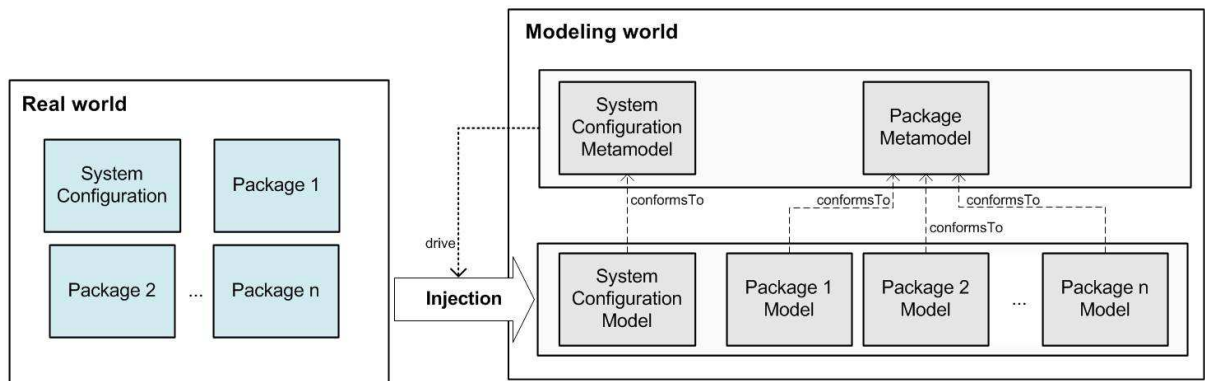 Real world
System
Configuration
Package 1
Package 2
...
Package n
drive
Injection
Modeling world
System
Configuration
Metamodel
Package
Metamodel
conformsTo
conformsTo
conformsTo
conformsTo
System
Configuration
Model
Package 1
Model
Package 2
Model
...
Package n
Model